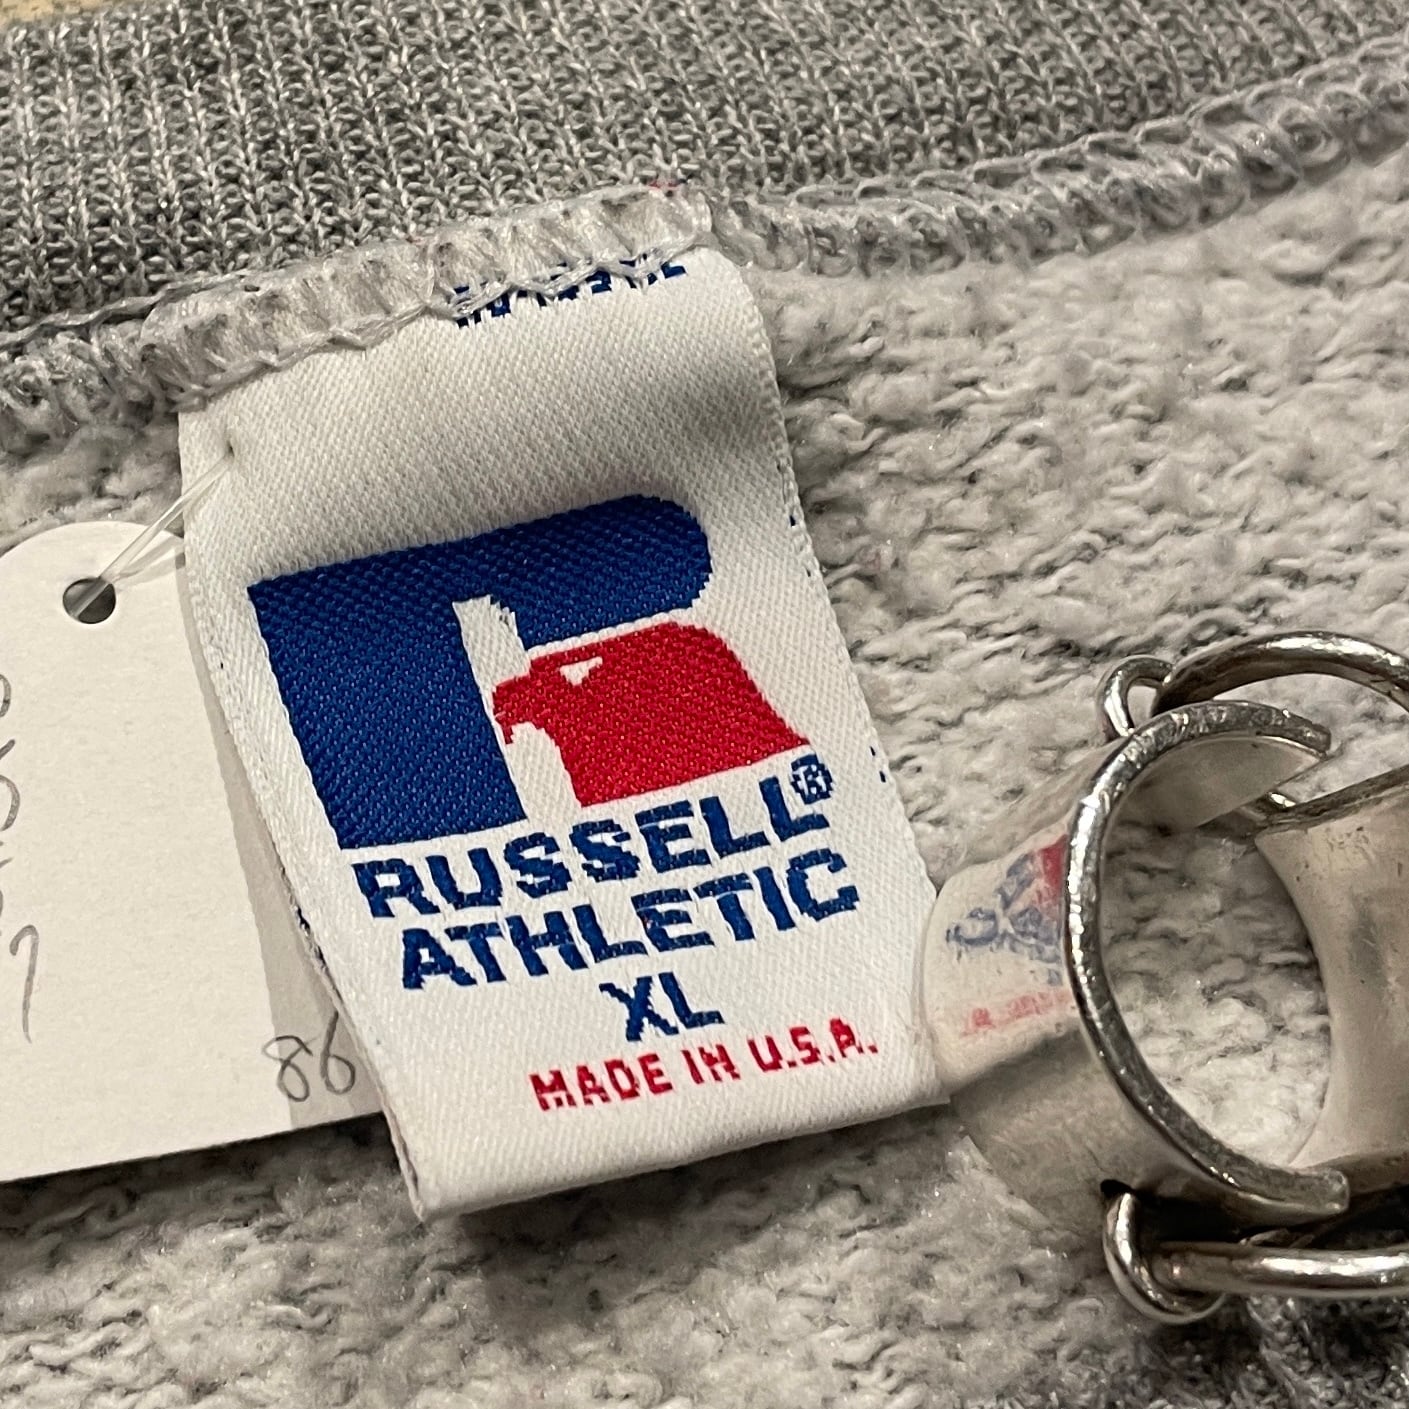 RUSSELL®
ATHLETIC
XL
MADE IN U.S.A.
86